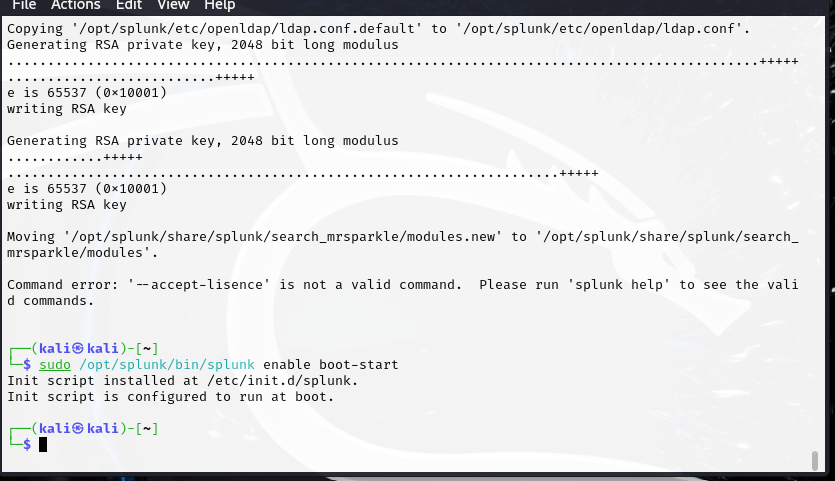 File Actions Edit View Help
Copying '/opt/splunk/etc/openldap/ldap.conf.default' to '/opt/splunk/etc/openldap/ldap.conf'.
Generating RSA private key, 2048 bit long modulus
..............................................................................................+++++
..........................+++++
e is 65537 (0×10001)
writing RSA key
Generating RSA private key, 2048 bit long modulus
............+++++
.....................................................................+++++
e is 65537 (0×10001)
writing RSA key
Moving '/opt/splunk/share/splunk/search_mrsparkle/modules.new' to '/opt/splunk/share/splunk/search_
mrsparkle/modules'.
Command error: '--accept-lisence' is not a valid command.  Please run 'splunk help' to see the vali
d commands.
┌──(kali㉿kali)-[~]
└─$ sudo /opt/splunk/bin/splunk enable boot-start
Init script installed at /etc/init.d/splunk.
Init script is configured to run at boot.
┌──(kali㉿kali)-[~]
└─$